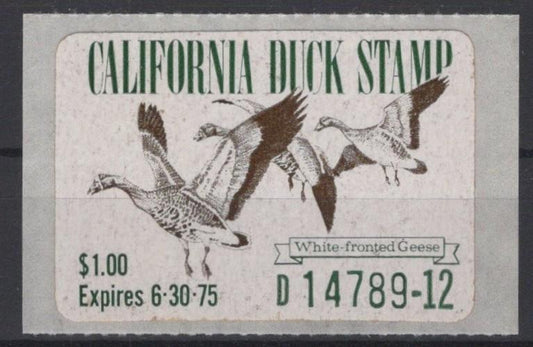 CALIFORNIA DUCK STAMP
White-fronted Geese
$1.00
Expires 6·30·75
D 14789-12